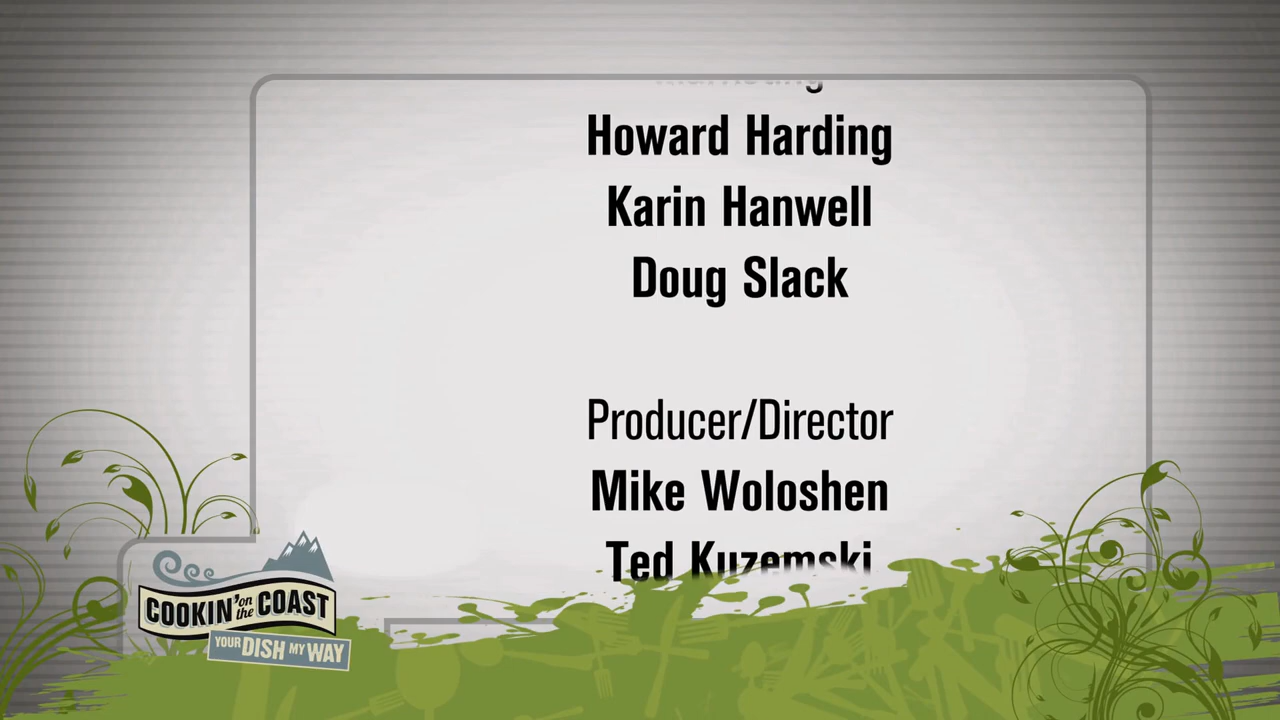 Howard Harding
Karin Hanwell
Doug Slack
Producer/Director
Mike Woloshen
Ted Kuzemski
COOKIN' on the COAST
YOUR DISH MY WAY